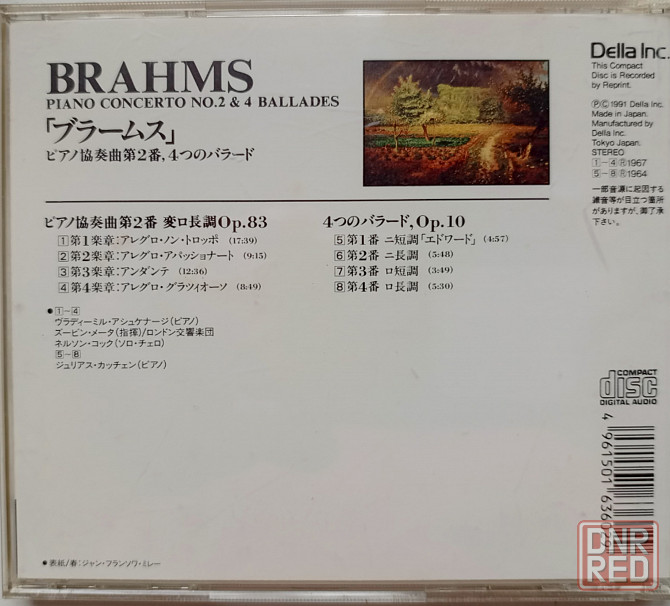 BRAHMS
PIANO CONCERTO NO.2 & 4 BALLADES
「ブラームス」
ピアノ協奏曲第2番, 4つのバラード
ピアノ協奏曲第2番 変ロ長調Op.83
1 第1楽章:アレグロ・ノン・トロッポ (17:39)
2 第2楽章:アレグロ・アパッショナート (9:15)
3 第3楽章:アンダンテ (12:36)
4 第4楽章:アレグロ・グラツィオーソ (8:49)
4つのバラード, Op.10
5 第1番 ニ短調「エドワード」 (4:57)
6 第2番 ニ長調 (5:48)
7 第3番 ロ短調 (3:49)
8 第4番 ロ長調 (5:30)
● 1-4
ヴラディーミル・アシュケナージ(ピアノ)
ズービン・メータ(指揮)/ロンドン交響楽団
ネルソン・コック(ソロ・チェロ)
5-8
ジュリアス・カッチェン(ピアノ)
● 表紙/春:ジャン・フランソワ・ミレー
Della Inc.
This Compact
Disc is Recorded
by Reprint.
ⓅⒸ1991 Della Inc.
Made in Japan.
Manufactured by
Della Inc.
Tokyo Japan.
STEREO
1-4 Ⓡ1967
5-8 Ⓡ1964
一部音源に起因する
雑音等が目立つ箇所
がありますが、御了承
下さい。
COMPACT
disc
DIGITAL AUDIO
4 961501 636029
DNR
RED